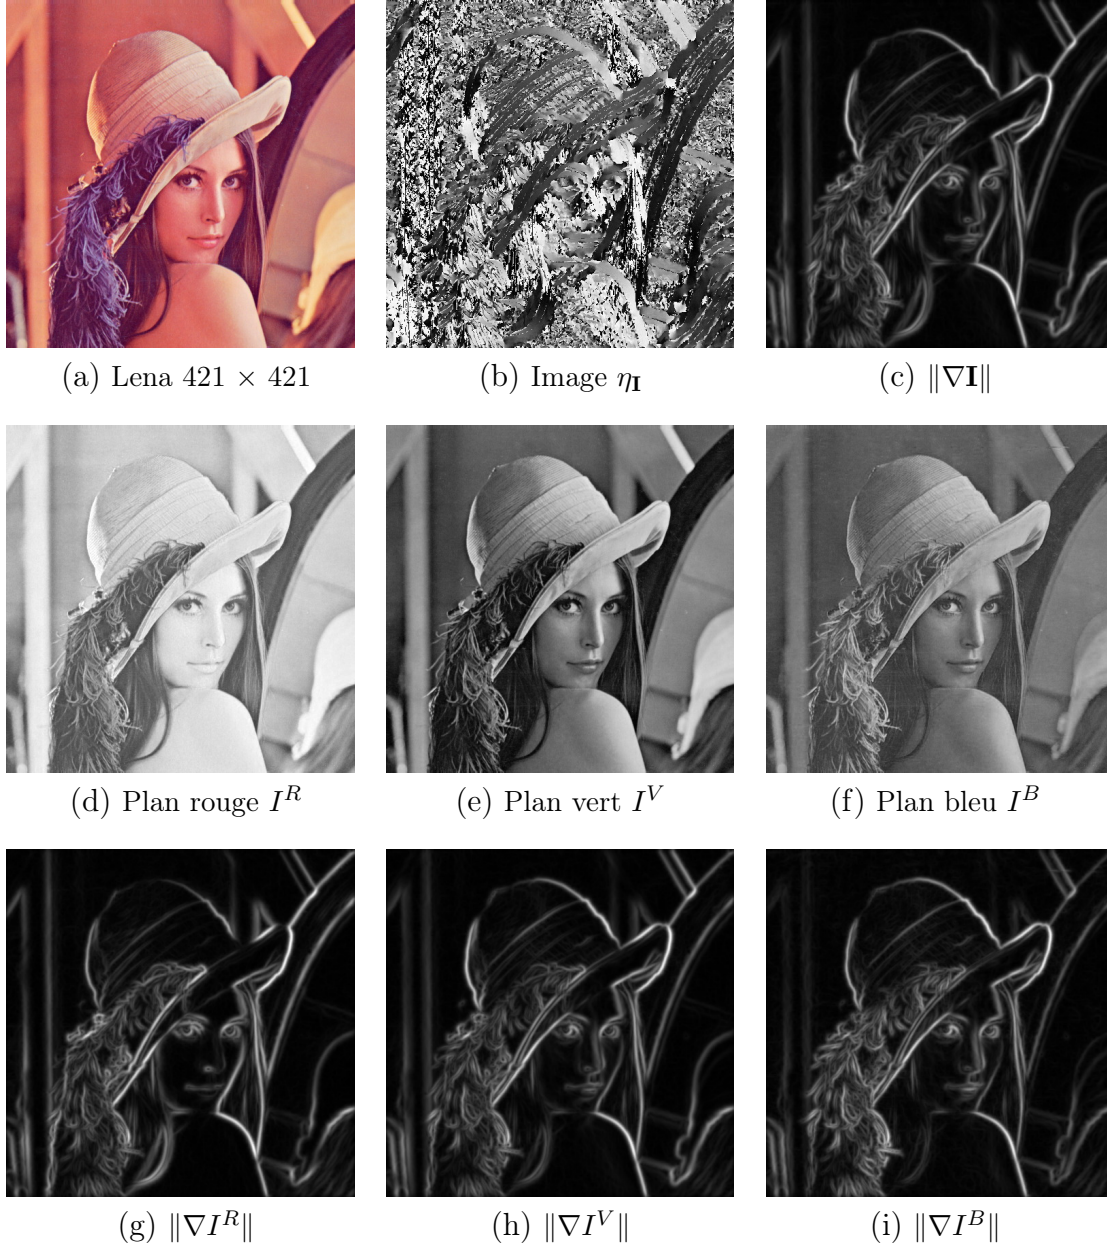 (a) Lena 421 × 421
(b) Image η_I
(c) ‖∇I‖
(d) Plan rouge I^R
(e) Plan vert I^V
(f) Plan bleu I^B
(g) ‖∇I^R‖
(h) ‖∇I^V‖
(i) ‖∇I^B‖